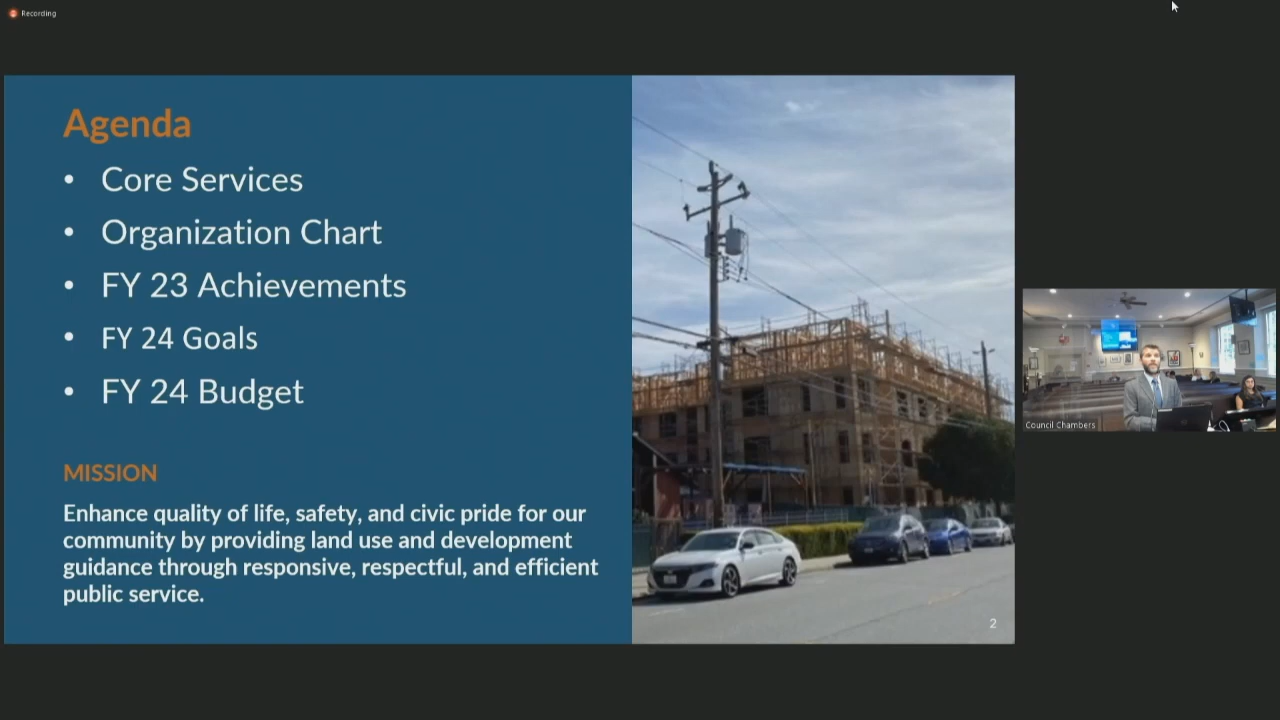 Recording
Agenda
• Core Services
• Organization Chart
• FY 23 Achievements
• FY 24 Goals
• FY 24 Budget
MISSION
Enhance quality of life, safety, and civic pride for our
community by providing land use and development
guidance through responsive, respectful, and efficient
public service.
2
Council Chambers